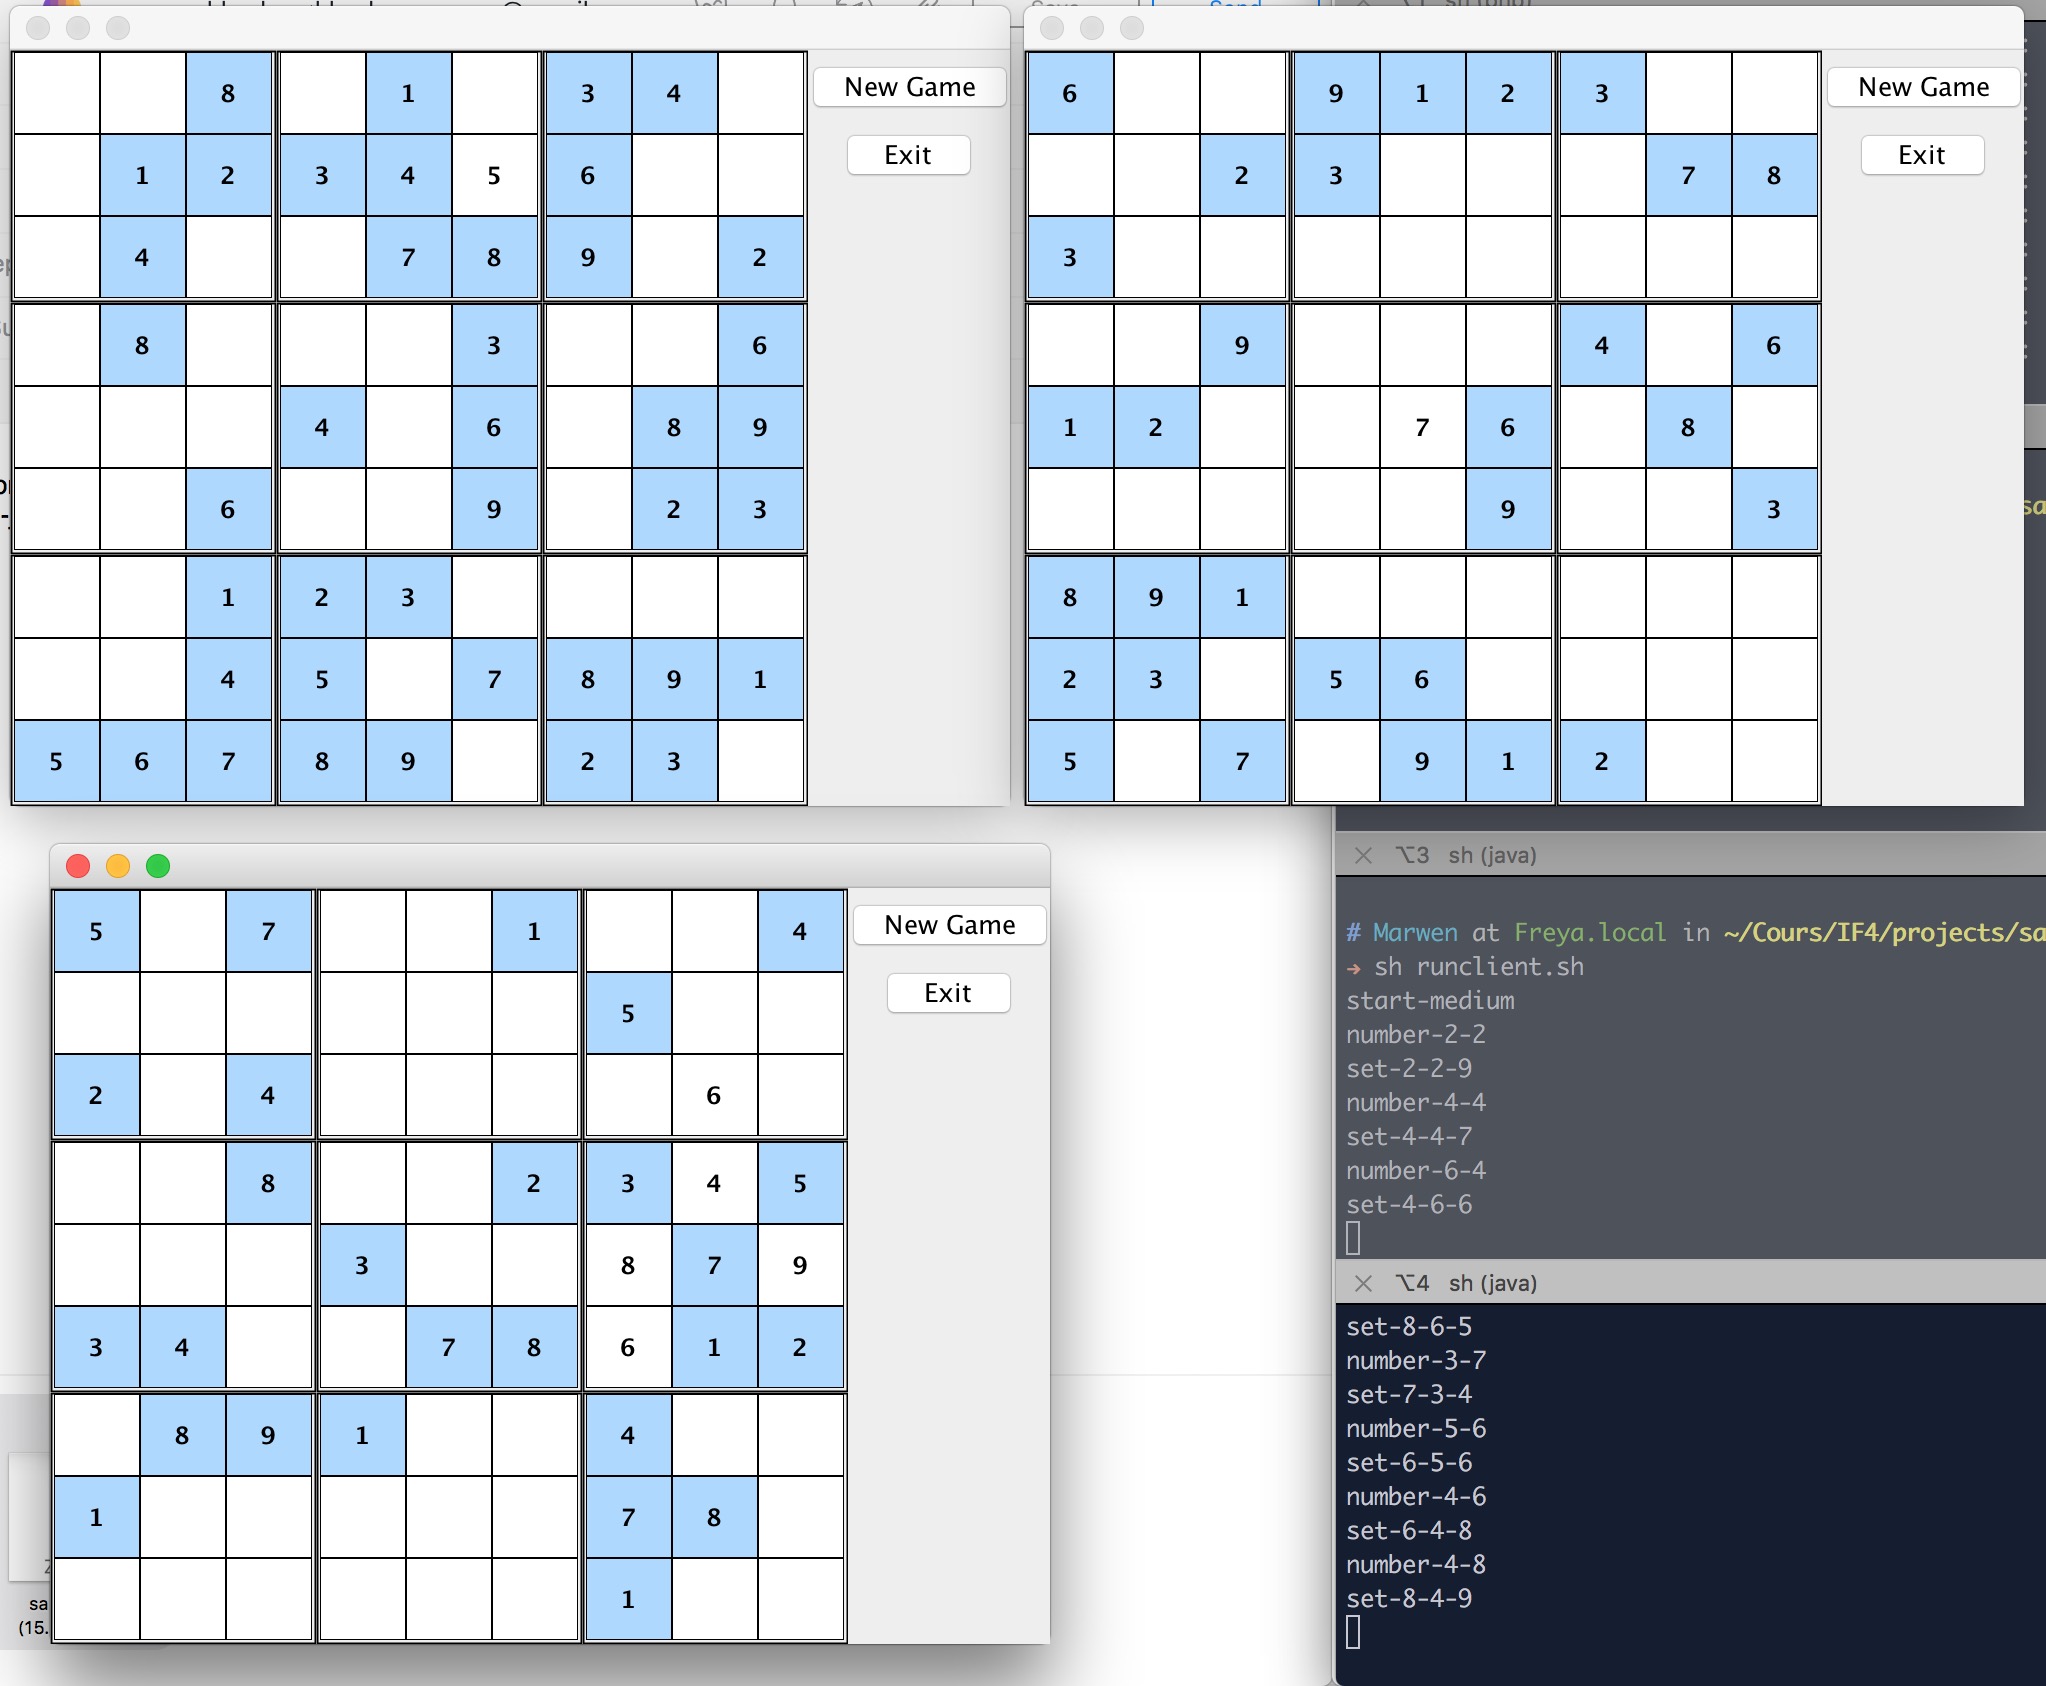 8 1 3 4
1 2 3 4 5 6
4 7 8 9 2
8 3 6
4 6 8 9
6 9 2 3
1 2 3
4 5 7 8 9 1
5 6 7 8 9 2 3
New Game
Exit
6 9 1 2 3
2 3 7 8
3
9 4 6
1 2 7 6 8
9 3
8 9 1
2 3 5 6
5 7 9 1 2
New Game
Exit
5 7 1 4
5
2 4 6
8 2 3 4 5
3 8 7 9
3 4 7 8 6 1 2
8 9 1 4
1 7 8
1
New Game
Exit
⌥3 sh (java)
# Marwen at Freya.local in ~/Cours/IF4/projects/sa
→ sh runclient.sh
start-medium
number-2-2
set-2-2-9
number-4-4
set-4-4-7
number-6-4
set-4-6-6
⌥4 sh (java)
set-8-6-5
number-3-7
set-7-3-4
number-5-6
set-6-5-6
number-4-6
set-6-4-8
number-4-8
set-8-4-9
sa
(15.